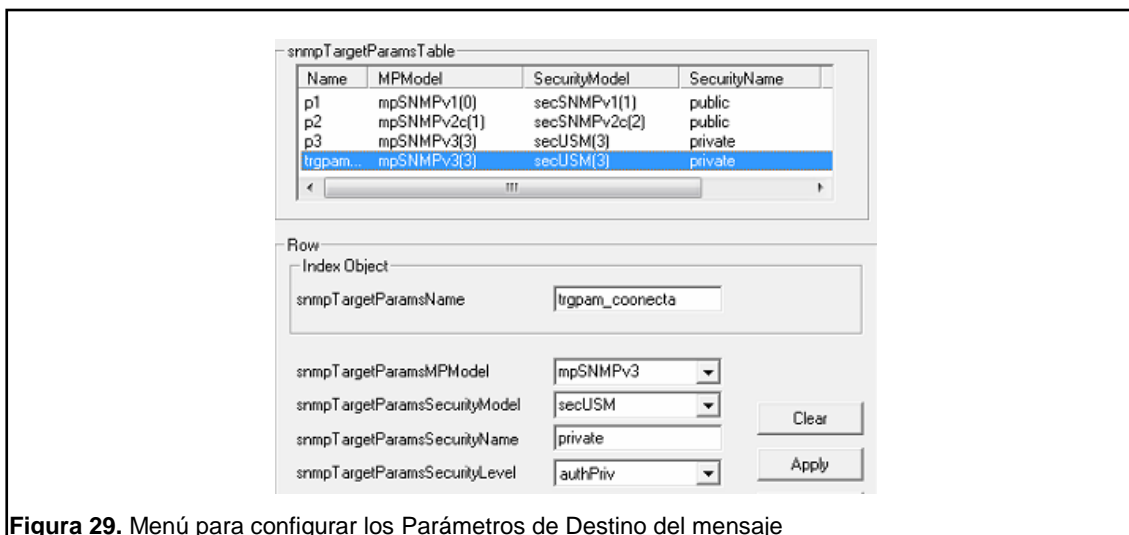 snmpTargetParamsTable
Name MPModel SecurityModel SecurityName
p1 mpSNMPv1(0) secSNMPv1(1) public
p2 mpSNMPv2c(1) secSNMPv2c(2) public
p3 mpSNMPv3(3) secUSM(3) private
trgpam... mpSNMPv3(3) secUSM(3) private
Row
Index Object
snmpTargetParamsName trgpam_coonecta
snmpTargetParamsMPModel mpSNMPv3
snmpTargetParamsSecurityModel secUSM
Clear
snmpTargetParamsSecurityName private
snmpTargetParamsSecurityLevel authPriv Apply
Figura 29. Menú para configurar los Parámetros de Destino del mensaje